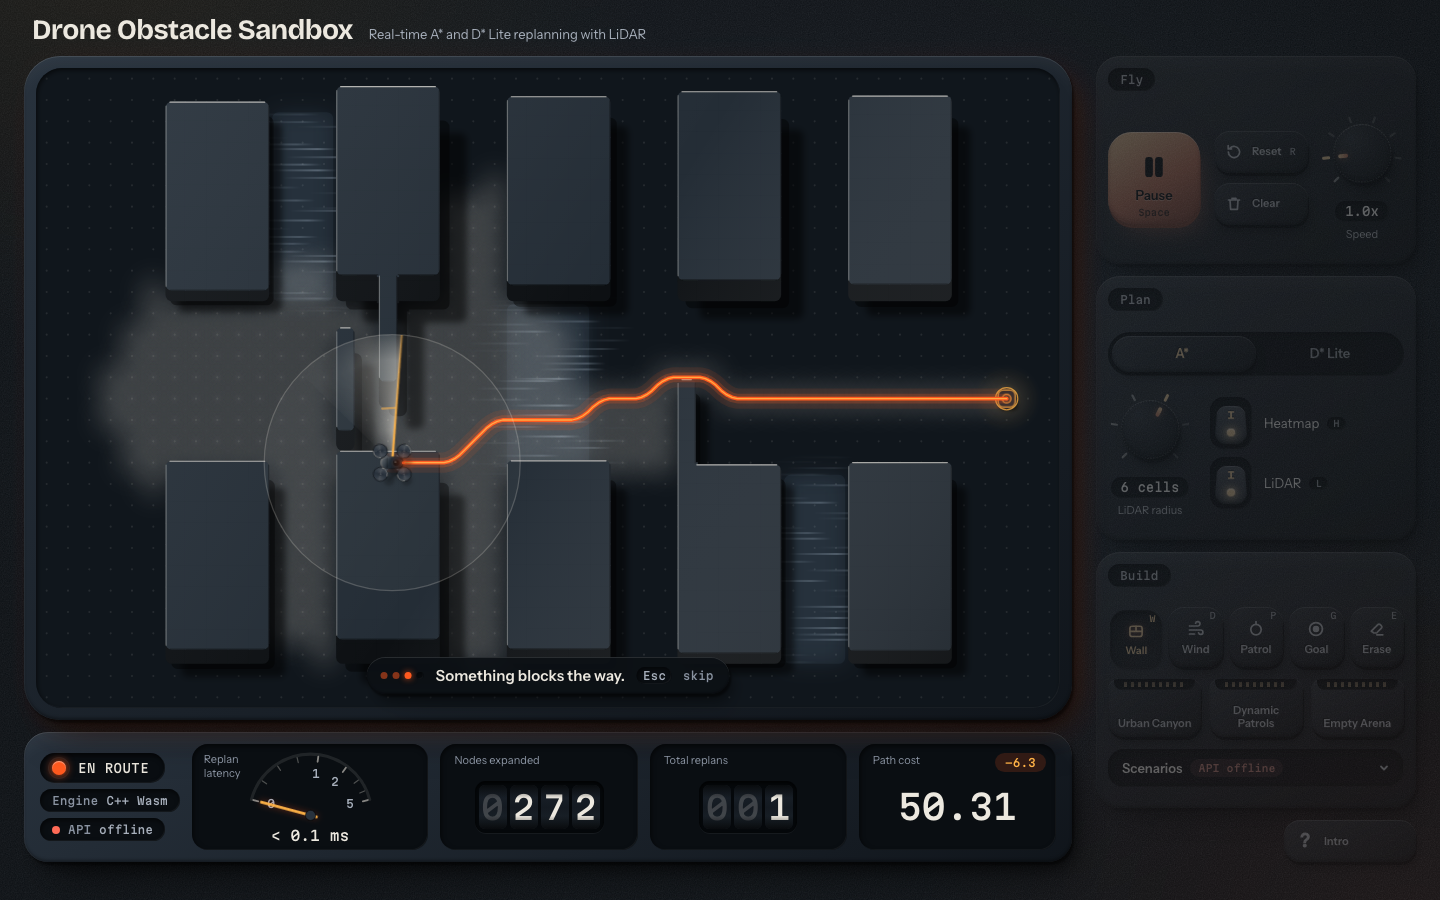 Drone Obstacle Sandbox
Real-time A* and D* Lite replanning with LiDAR
Something blocks the way. Esc skip
EN ROUTE
Engine C++ Wasm
API offline
Replan
latency
0 1 2 5
< 0.1 ms
Nodes expanded
0272
Total replans
001
Path cost
−6.3
50.31
Fly
Pause
Space
Reset R
Clear
1.0x
Speed
Plan
A*
D* Lite
6 cells
LiDAR radius
I
Heatmap H
I
LiDAR L
Build
W
Wall
D
Wind
P
Patrol
G
Goal
E
Erase
Urban Canyon
Dynamic
Patrols
Empty Arena
Scenarios API offline
? Intro